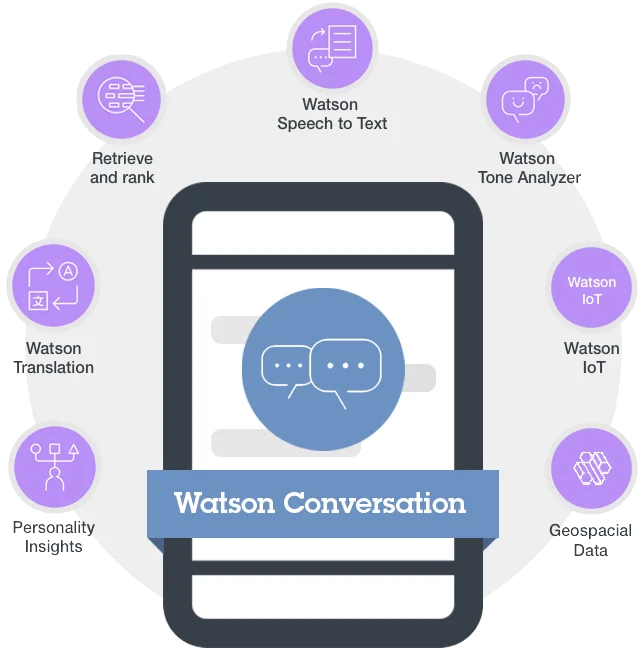 Watson
Speech to Text
Retrieve
and rank
Watson
Tone Analyzer
A
文
Watson
Translation
Watson
IoT
Watson
IoT
Personality
Insights
Watson Conversation
Geospacial
Data